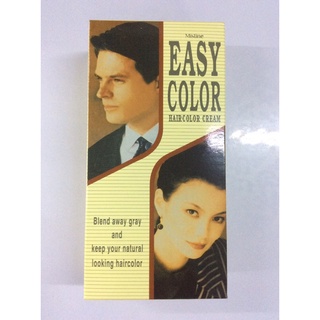 EASY
COLOR
HAIRCOLOR CREAM
Blend away gray
and
keep your natural
looking haircolor